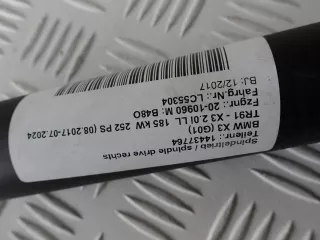 Spindeltrieb / spindle drive rechts
Teilenr.: 14437764
BMW X3 (G01)
TR91 -X3 2.0i LL 185 kW 252 PS (08).2017-07.2024
Fzgnr.: 20-10960 M: B48O
Fahrg.Nr.: LC55304
BJ: 12/2017